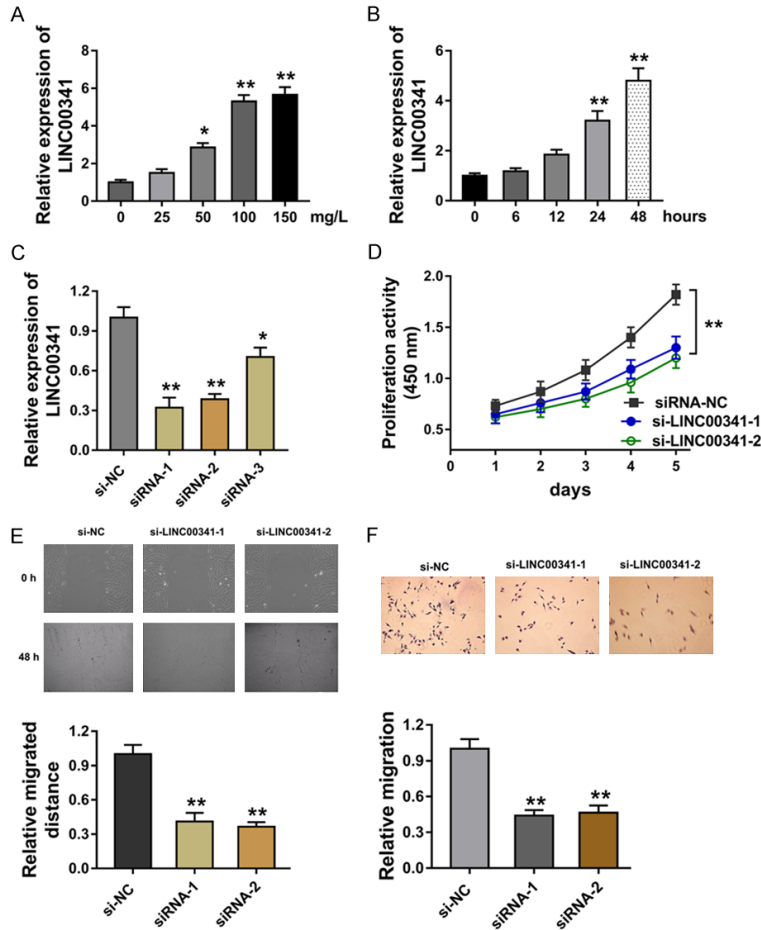 A
Relative expression of
LINC00341
8
6
4
2
0
*
**
**
0 25 50 100 150 mg/L
B
Relative expression of
LINC00341
6
4
2
0
**
**
0 6 12 24 48 hours
C
Relative expression of
LINC00341
1.2
0.9
0.6
0.3
0.0
**
**
*
si-NC
siRNA-1
siRNA-2
siRNA-3
D
Proliferation activity
(450 nm)
2.0
1.5
1.0
0.5
**
siRNA-NC
si-LINC00341-1
si-LINC00341-2
0 1 2 3 4 5
days
E
si-NC si-LINC00341-1 si-LINC00341-2
0 h
48 h
Relative migrated
distance
1.2
0.9
0.6
0.3
0.0
**
**
si-NC
siRNA-1
siRNA-2
F
si-NC si-LINC00341-1 si-LINC00341-2
Relative migration
1.2
0.9
0.6
0.3
0.0
**
**
si-NC
siRNA-1
siRNA-2